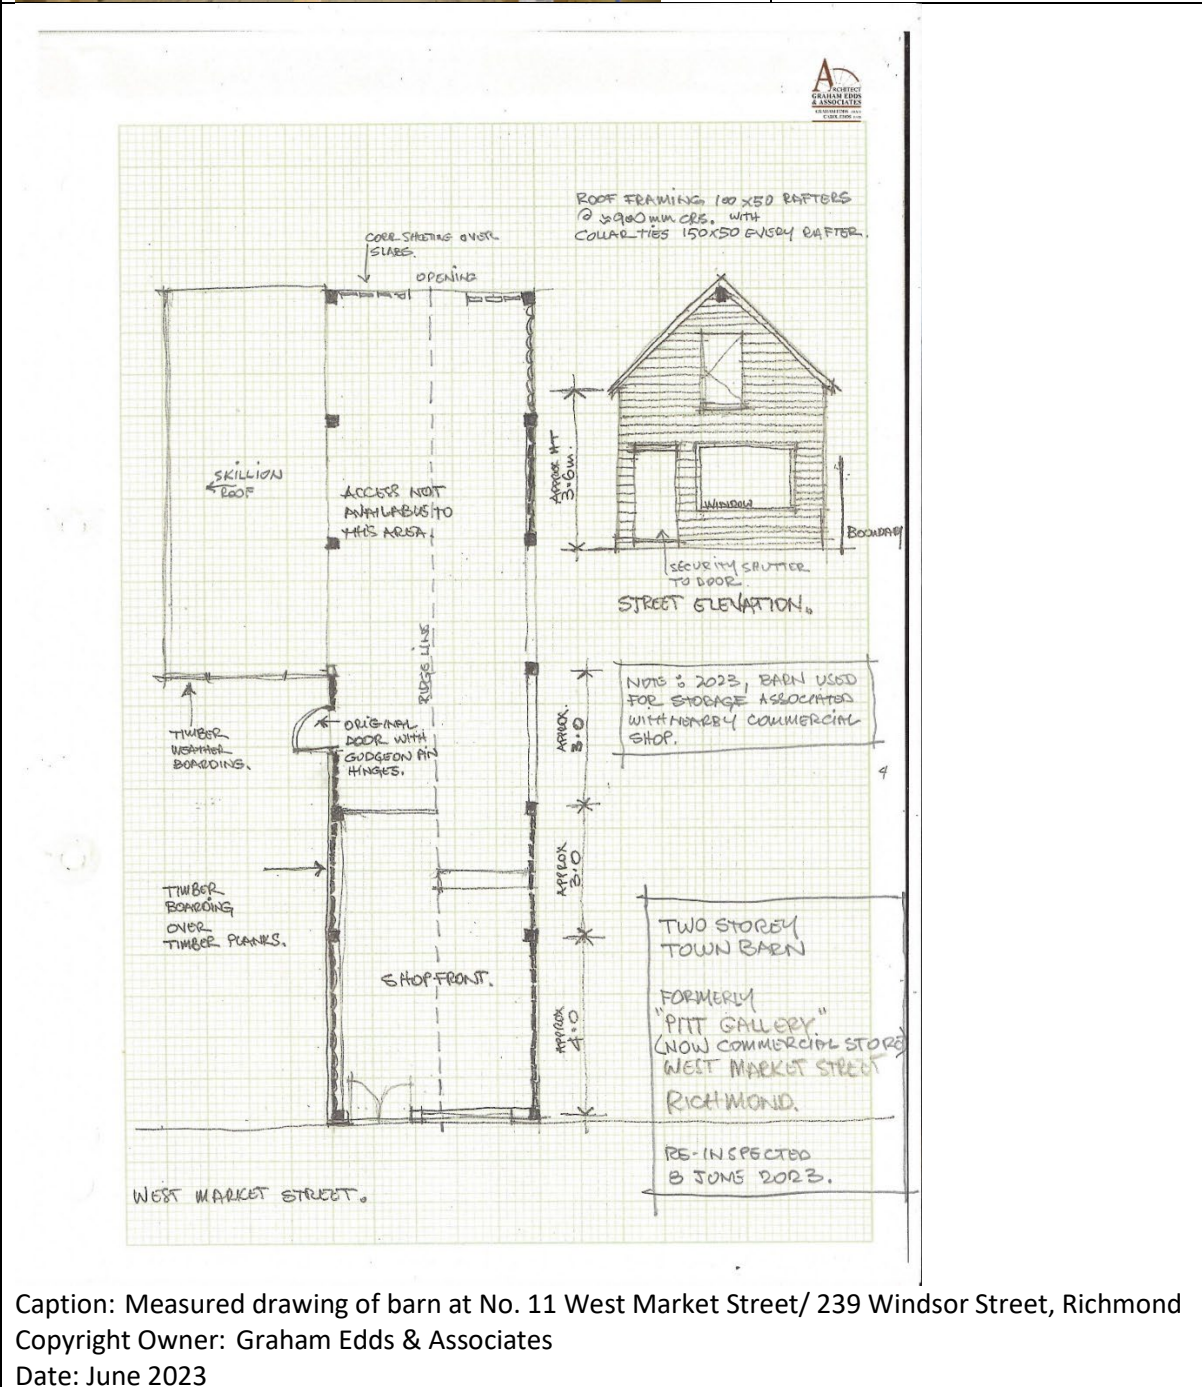 ARCHITECT
GRAHAM EDDS
& ASSOCIATES
ROOF FRAMING 100 x50 RAFTERS
@ 900mm CRS. WITH
COLLAR TIES 150x50 EVERY RAFTER.
CORR SHEETING OVER
SLABS.
OPENING
SKILLION
ROOF
ACCESS NOT
AVAILABLE TO
THIS AREA.
APPROX HT
3.6m.
WINDOW
BOUNDARY
SECURITY SHUTTER
TO DOOR.
STREET ELEVATION.
RIDGE LINE
NOTE: 2023, BARN USED
FOR STORAGE ASSOCIATED
WITH NEARBY COMMERCIAL
SHOP.
TIMBER
WEATHER
BOARDING.
ORIGINAL
DOOR WITH
GUDGEON PIN
HINGES.
APPROX.
3.0
4
APPROX
3.0
TIMBER
BOARDING
OVER
TIMBER PLANKS.
SHOPFRONT.
APPROX
4.0
TWO STOREY
TOWN BARN
FORMERLY
"PITT GALLERY"
(NOW COMMERCIAL STORE)
WEST MARKET STREET
RICHMOND.
RE-INSPECTED
8 JUNE 2023.
WEST MARKET STREET.
Caption: Measured drawing of barn at No. 11 West Market Street/ 239 Windsor Street, Richmond
Copyright Owner: Graham Edds & Associates
Date: June 2023